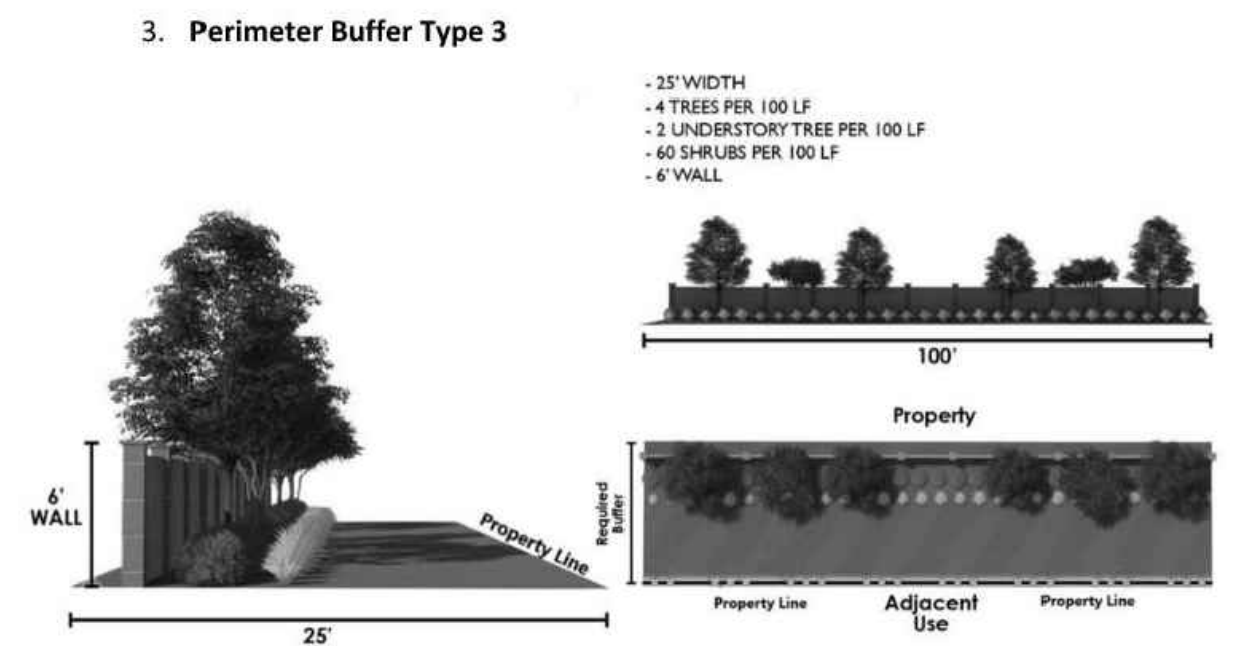 3. Perimeter Buffer Type 3
- 25' WIDTH
- 4 TREES PER 100 LF
- 2 UNDERSTORY TREE PER 100 LF
- 60 SHRUBS PER 100 LF
- 6' WALL
100'
6'
WALL
Property Line
25'
Property
Required
Buffer
Property Line
Adjacent
Use
Property Line